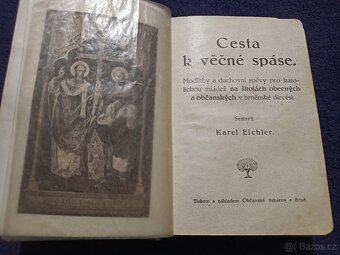 Cesta
k věčné spáse.
Modlitby a duchovní zpěvy pro kato-
lickou mládež na školách obecných
a občanských v brněnské diecési.
Sestavil
Karel Eichler.
Tiskem a nákladem Občanské tiskárny v Brně.
Bazos.cz